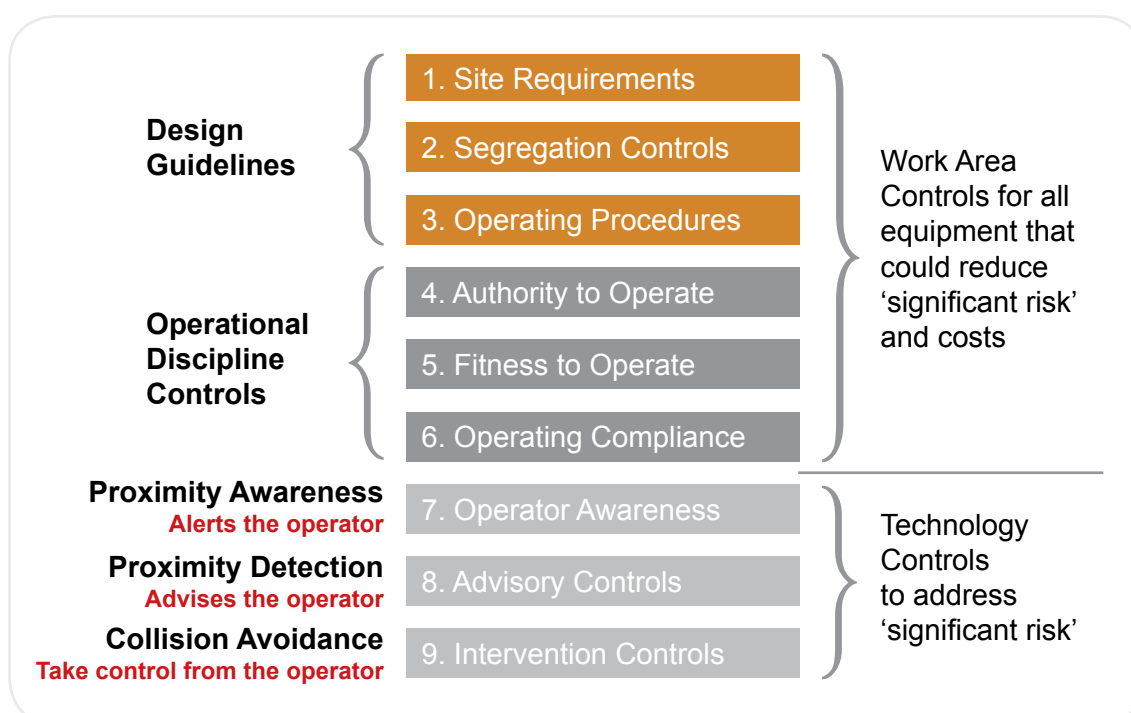 Design
Guidelines
1. Site Requirements
2. Segregation Controls
3. Operating Procedures
Operational
Discipline
Controls
4. Authority to Operate
5. Fitness to Operate
6. Operating Compliance
Work Area
Controls for all
equipment that
could reduce
‘significant risk’
and costs
Proximity Awareness
Alerts the operator
7. Operator Awareness
Proximity Detection
Advises the operator
8. Advisory Controls
Collision Avoidance
Take control from the operator
9. Intervention Controls
Technology
Controls
to address
‘significant risk’